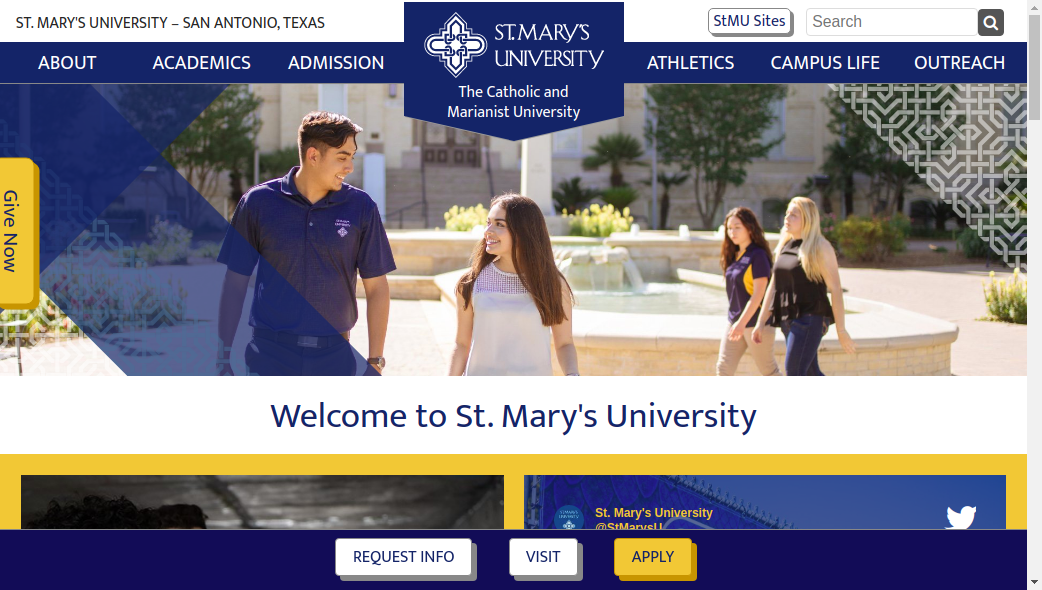 ST. MARY'S UNIVERSITY – SAN ANTONIO, TEXAS
StMU Sites
Search
ST. MARY'S
UNIVERSITY
The Catholic and
Marianist University
ABOUT
ACADEMICS
ADMISSION
ATHLETICS
CAMPUS LIFE
OUTREACH
Give Now
Welcome to St. Mary's University
St. Mary's University
@StMarysU
REQUEST INFO
VISIT
APPLY